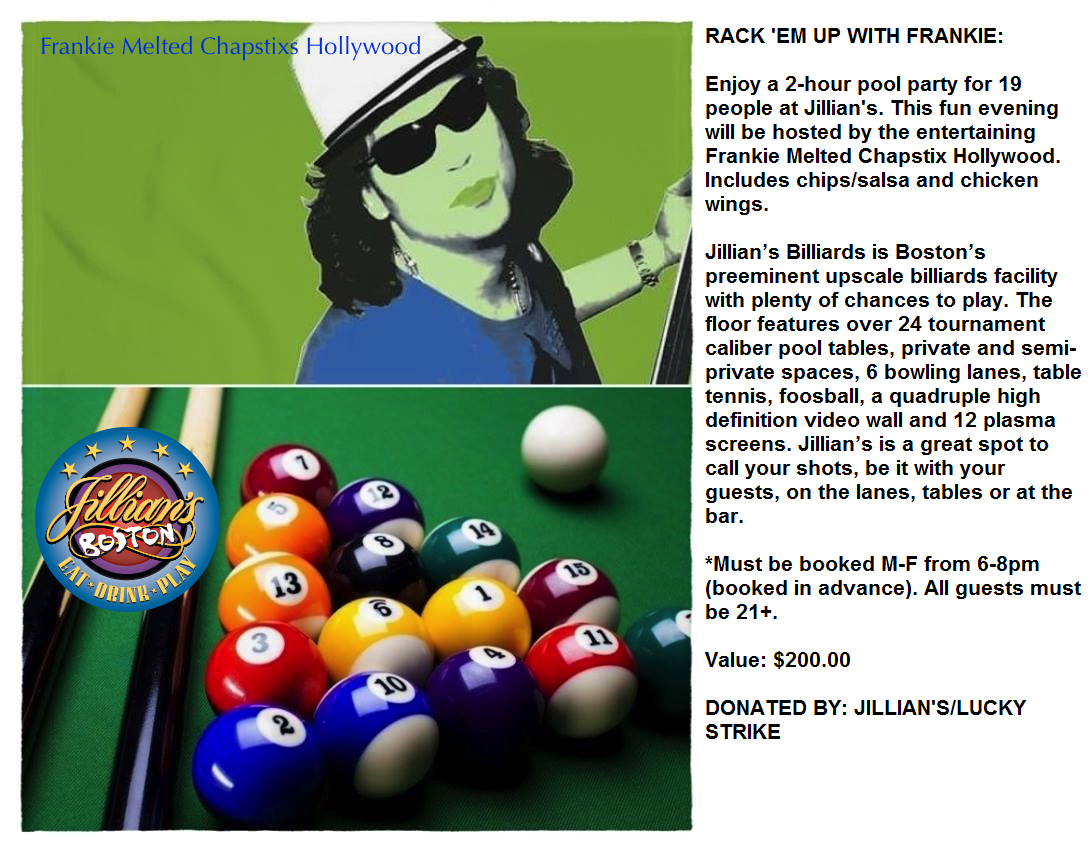 Frankie Melted Chapstixs Hollywood
RACK 'EM UP WITH FRANKIE:
Enjoy a 2-hour pool party for 19
people at Jillian's. This fun evening
will be hosted by the entertaining
Frankie Melted Chapstix Hollywood.
Includes chips/salsa and chicken
wings.
Jillian’s Billiards is Boston’s
preeminent upscale billiards facility
with plenty of chances to play. The
floor features over 24 tournament
caliber pool tables, private and semi-
private spaces, 6 bowling lanes, table
tennis, foosball, a quadruple high
definition video wall and 12 plasma
screens. Jillian’s is a great spot to
call your shots, be it with your
guests, on the lanes, tables or at the
bar.
*Must be booked M-F from 6-8pm
(booked in advance). All guests must
be 21+.
Value: $200.00
DONATED BY: JILLIAN'S/LUCKY
STRIKE
Jillian's
BOSTON
EAT DRINK PLAY
7
12
5
14
8
13
15
1
6
11
3
4
10
2